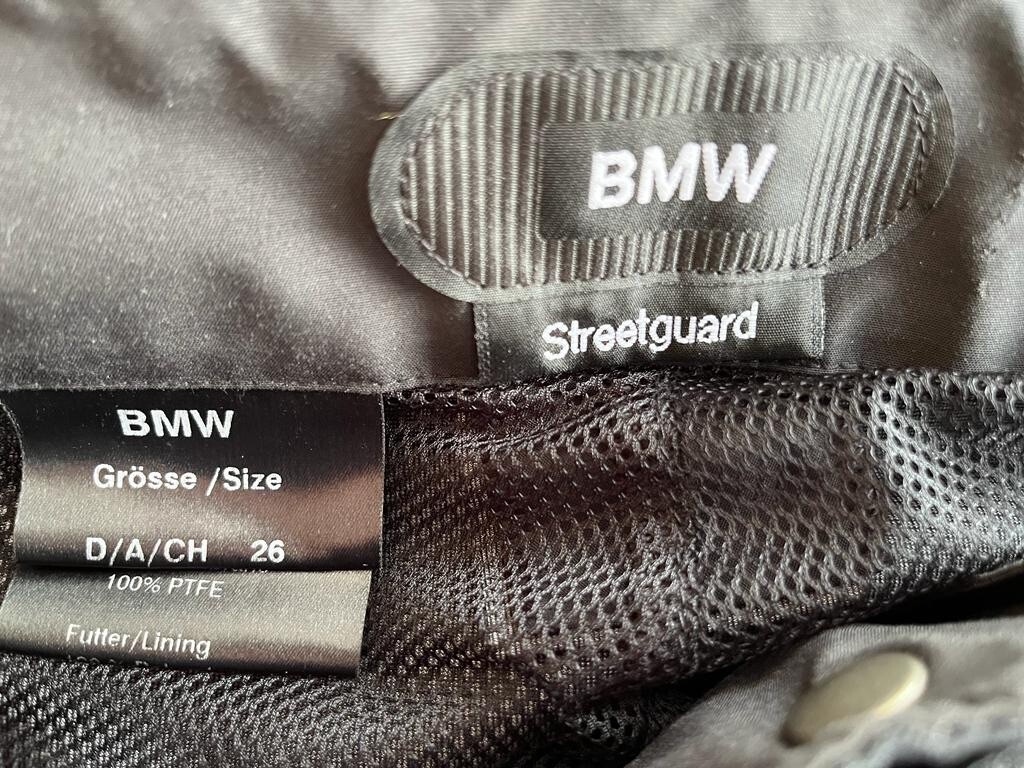 BMW
Streetguard
BMW
Grösse /Size
D/A/CH 26
100% PTFE
Futter/Lining